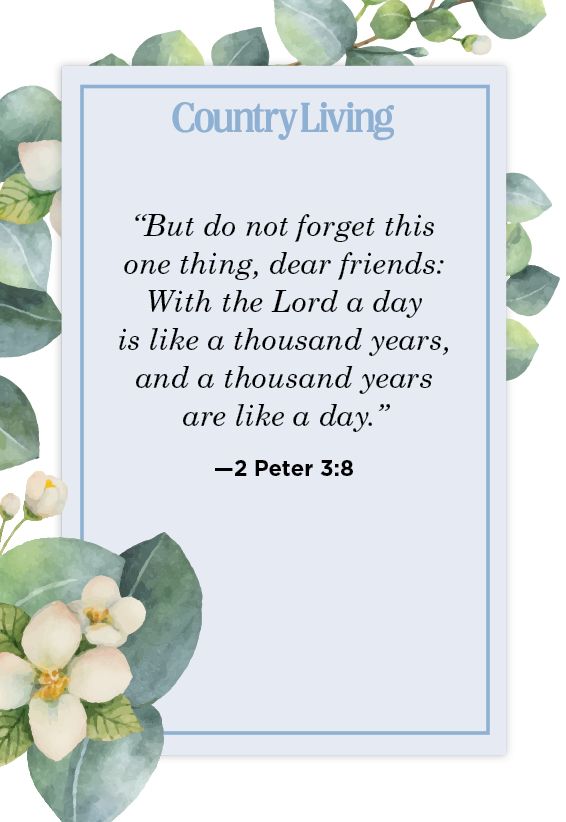 Country Living
“But do not forget this
one thing, dear friends:
With the Lord a day
is like a thousand years,
and a thousand years
are like a day.”
—2 Peter 3:8